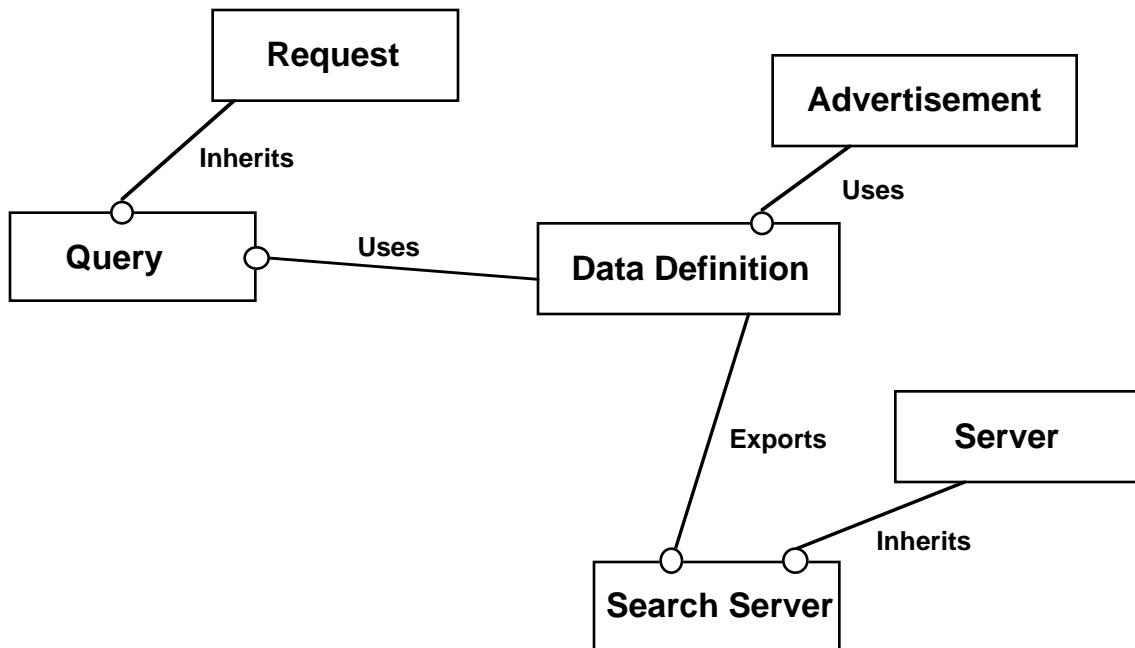 Request
Advertisement
Inherits
Uses
Query
Uses
Data Definition
Exports
Server
Inherits
Search Server